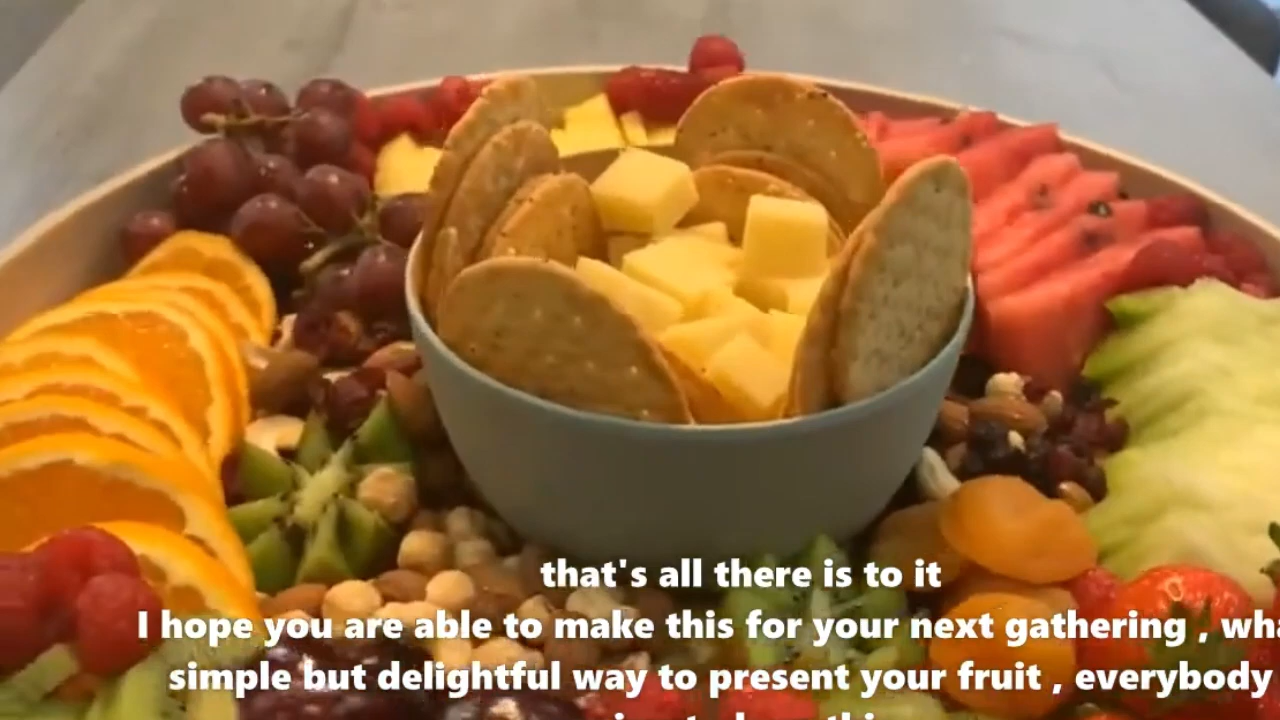 that's all there is to it
I hope you are able to make this for your next gathering , wha
simple but delightful way to present your fruit , everybody